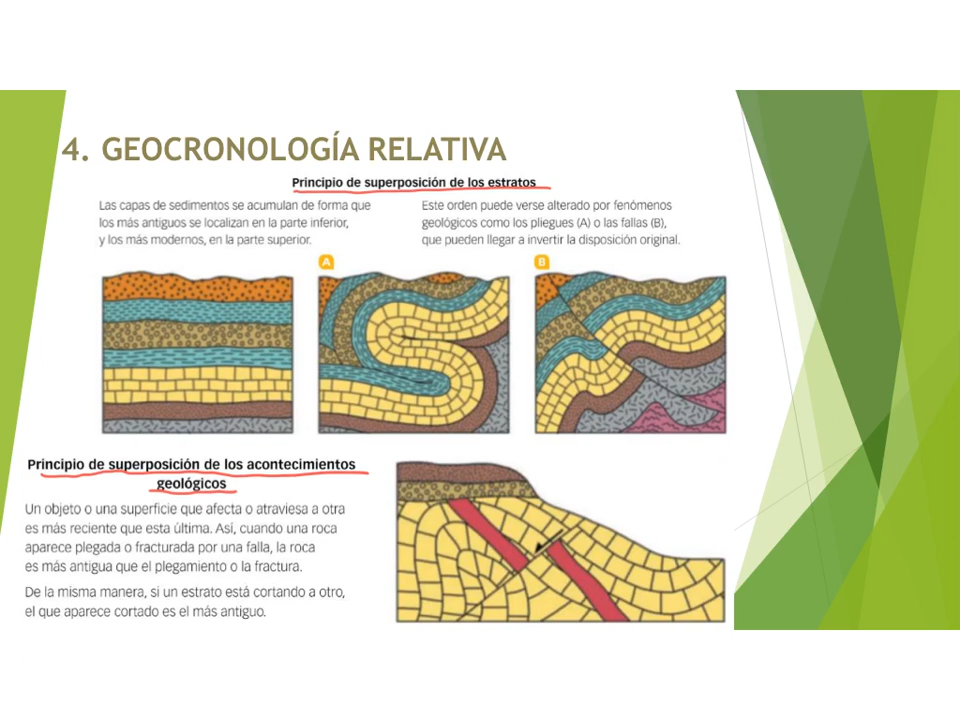 4. GEOCRONOLOGÍA RELATIVA
Principio de superposición de los estratos
Las capas de sedimentos se acumulan de forma que
los más antiguos se localizan en la parte inferior,
y los más modernos, en la parte superior.
Este orden puede verse alterado por fenómenos
geológicos como los pliegues (A) o las fallas (B),
que pueden llegar a invertir la disposición original.
A
B
Principio de superposición de los acontecimientos
geológicos
Un objeto o una superficie que afecta o atraviesa a otra
es más reciente que esta última. Así, cuando una roca
aparece plegada o fracturada por una falla, la roca
es más antigua que el plegamiento o la fractura.
De la misma manera, si un estrato está cortando a otro,
el que aparece cortado es el más antiguo.